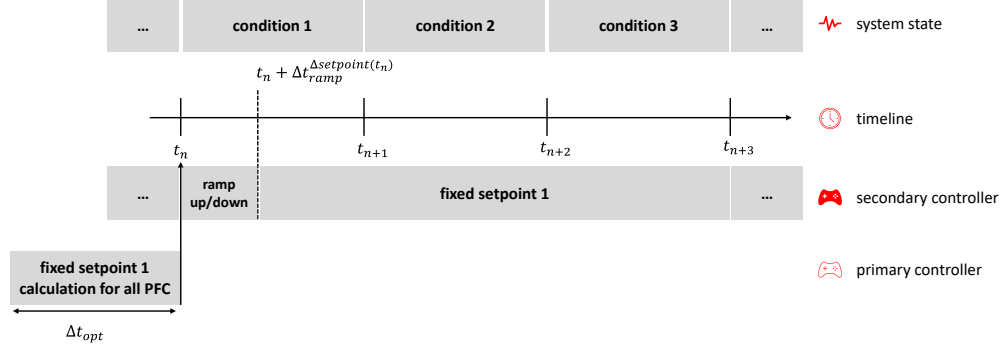 ... condition 1 condition 2 condition 3 ... system state
t_n + Δt_ramp^Δsetpoint(t_n)
timeline
t_n t_{n+1} t_{n+2} t_{n+3}
... ramp up/down fixed setpoint 1 ... secondary controller
fixed setpoint 1
calculation for all PFC
primary controller
Δt_opt